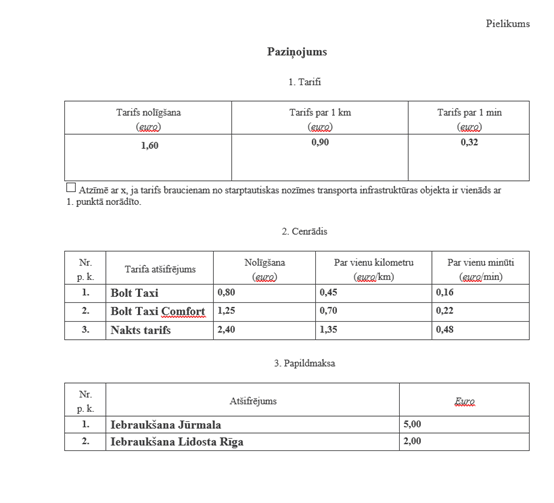 Pielikums
Paziņojums
1. Tarifi
Tarifs nolīgšana Tarifs par 1 km Tarifs par 1 min
(euro) (euro) (euro)
1,60 0,90 0,32
Atzīmē ar x, ja tarifs braucienam no starptautiskas nozīmes transporta infrastruktūras objekta ir vienāds ar
1. punktā norādīto.
2. Cenrādis
Nr. p. k. Tarifa atšifrējums Nolīgšana (euro) Par vienu kilometru (euro/km) Par vienu minūti (euro/min)
1. Bolt Taxi 0,80 0,45 0,16
2. Bolt Taxi Comfort 1,25 0,70 0,22
3. Nakts tarifs 2,40 1,35 0,48
3. Papildmaksa
Nr. p. k. Atšifrējums Euro
1. Iebraukšana Jūrmala 5,00
2. Iebraukšana Lidosta Rīga 2,00